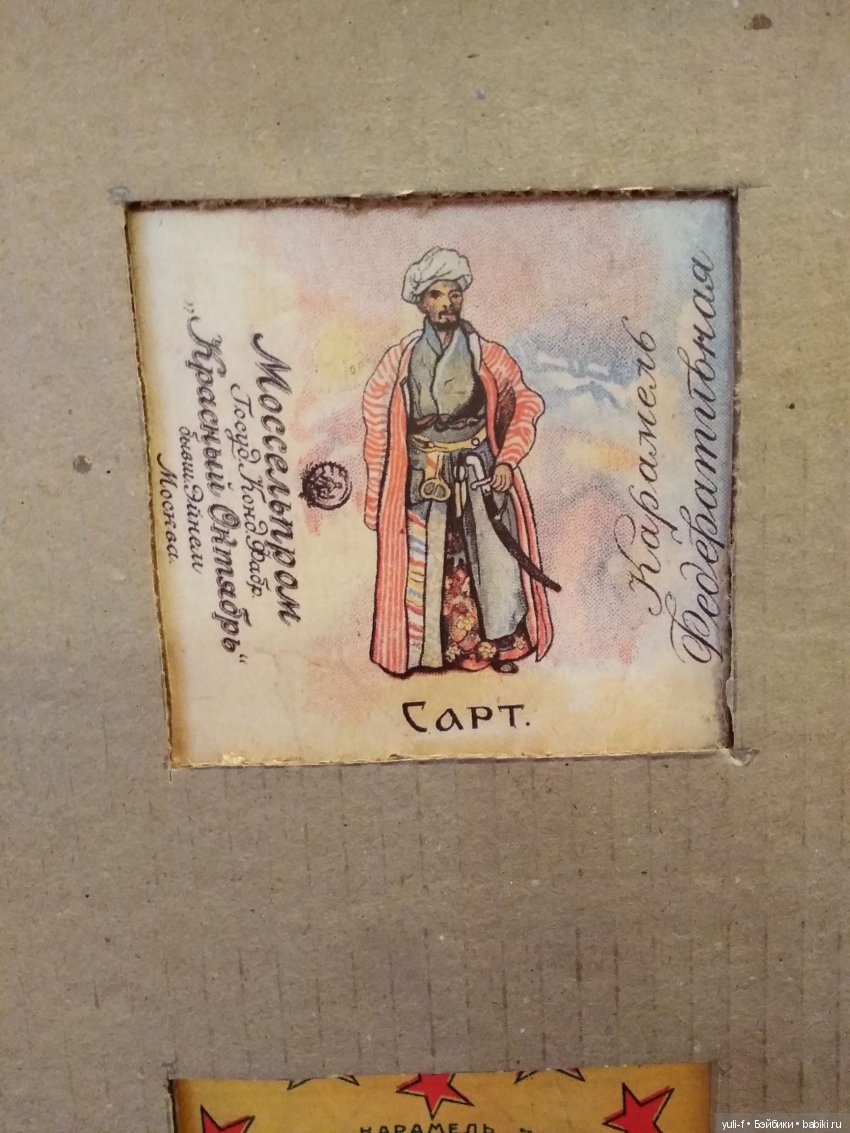 Моссельпром
Госуд. Конд. Фабр.
„Красный Октябрь“
бывш. Эйнем
Москва.
Карамель
Федеративная
Сарт.
КАРАМЕЛЬ
yuli-f • Бэйбики • babiki.ru